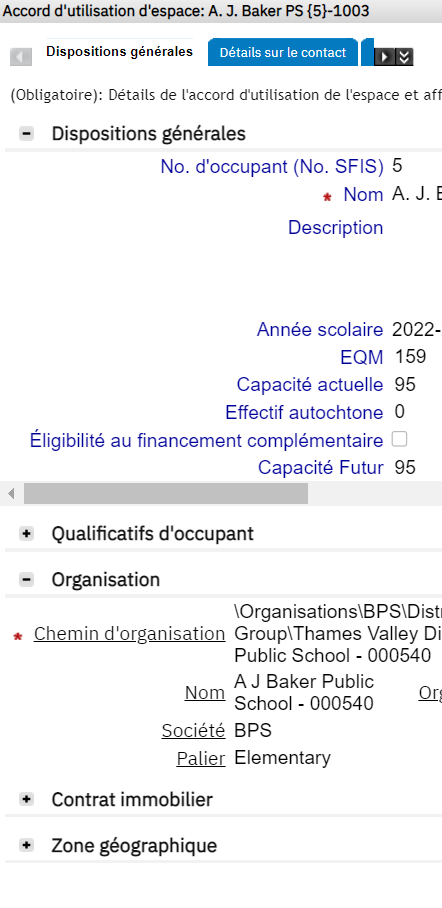 Accord d'utilisation d'espace: A. J. Baker PS {5}-1003
Dispositions générales
Détails sur le contact
(Obligatoire): Détails de l'accord d'utilisation de l'espace et aff
Dispositions générales
No. d'occupant (No. SFIS) 5
* Nom A. J. B
Description
Année scolaire 2022-
EQM 159
Capacité actuelle 95
Effectif autochtone 0
Éligibilité au financement complémentaire
Capacité Futur 95
Qualificatifs d'occupant
Organisation
\Organisations\BPS\Distr
* Chemin d'organisation Group\Thames Valley Di
Public School - 000540
Nom A J Baker Public Org
School - 000540
Société BPS
Palier Elementary
Contrat immobilier
Zone géographique